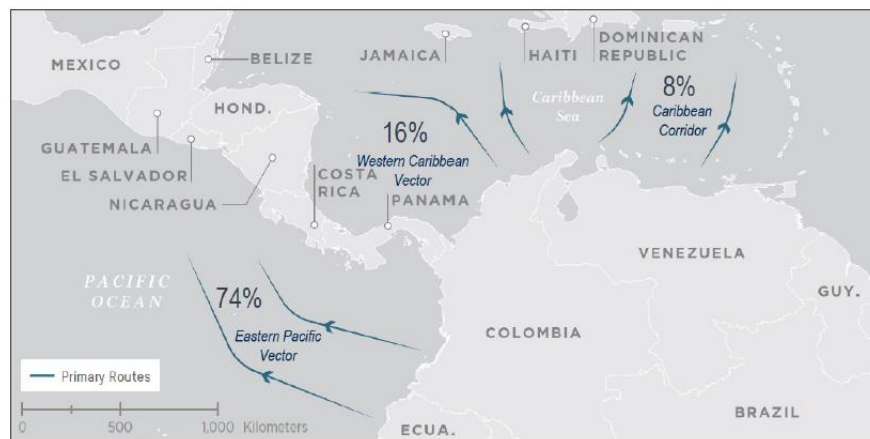 MEXICO
BELIZE
JAMAICA
HAITI
DOMINICAN
REPUBLIC
HOND.
Caribbean
Sea
8%
Caribbean
Corridor
16%
Western Caribbean
Vector
GUATEMALA
EL SALVADOR
NICARAGUA
COSTA
RICA
PANAMA
VENEZUELA
GUY.
PACIFIC
OCEAN
74%
Eastern Pacific
Vector
COLOMBIA
Primary Routes
0 500 1,000 Kilometers
ECUA.
BRAZIL